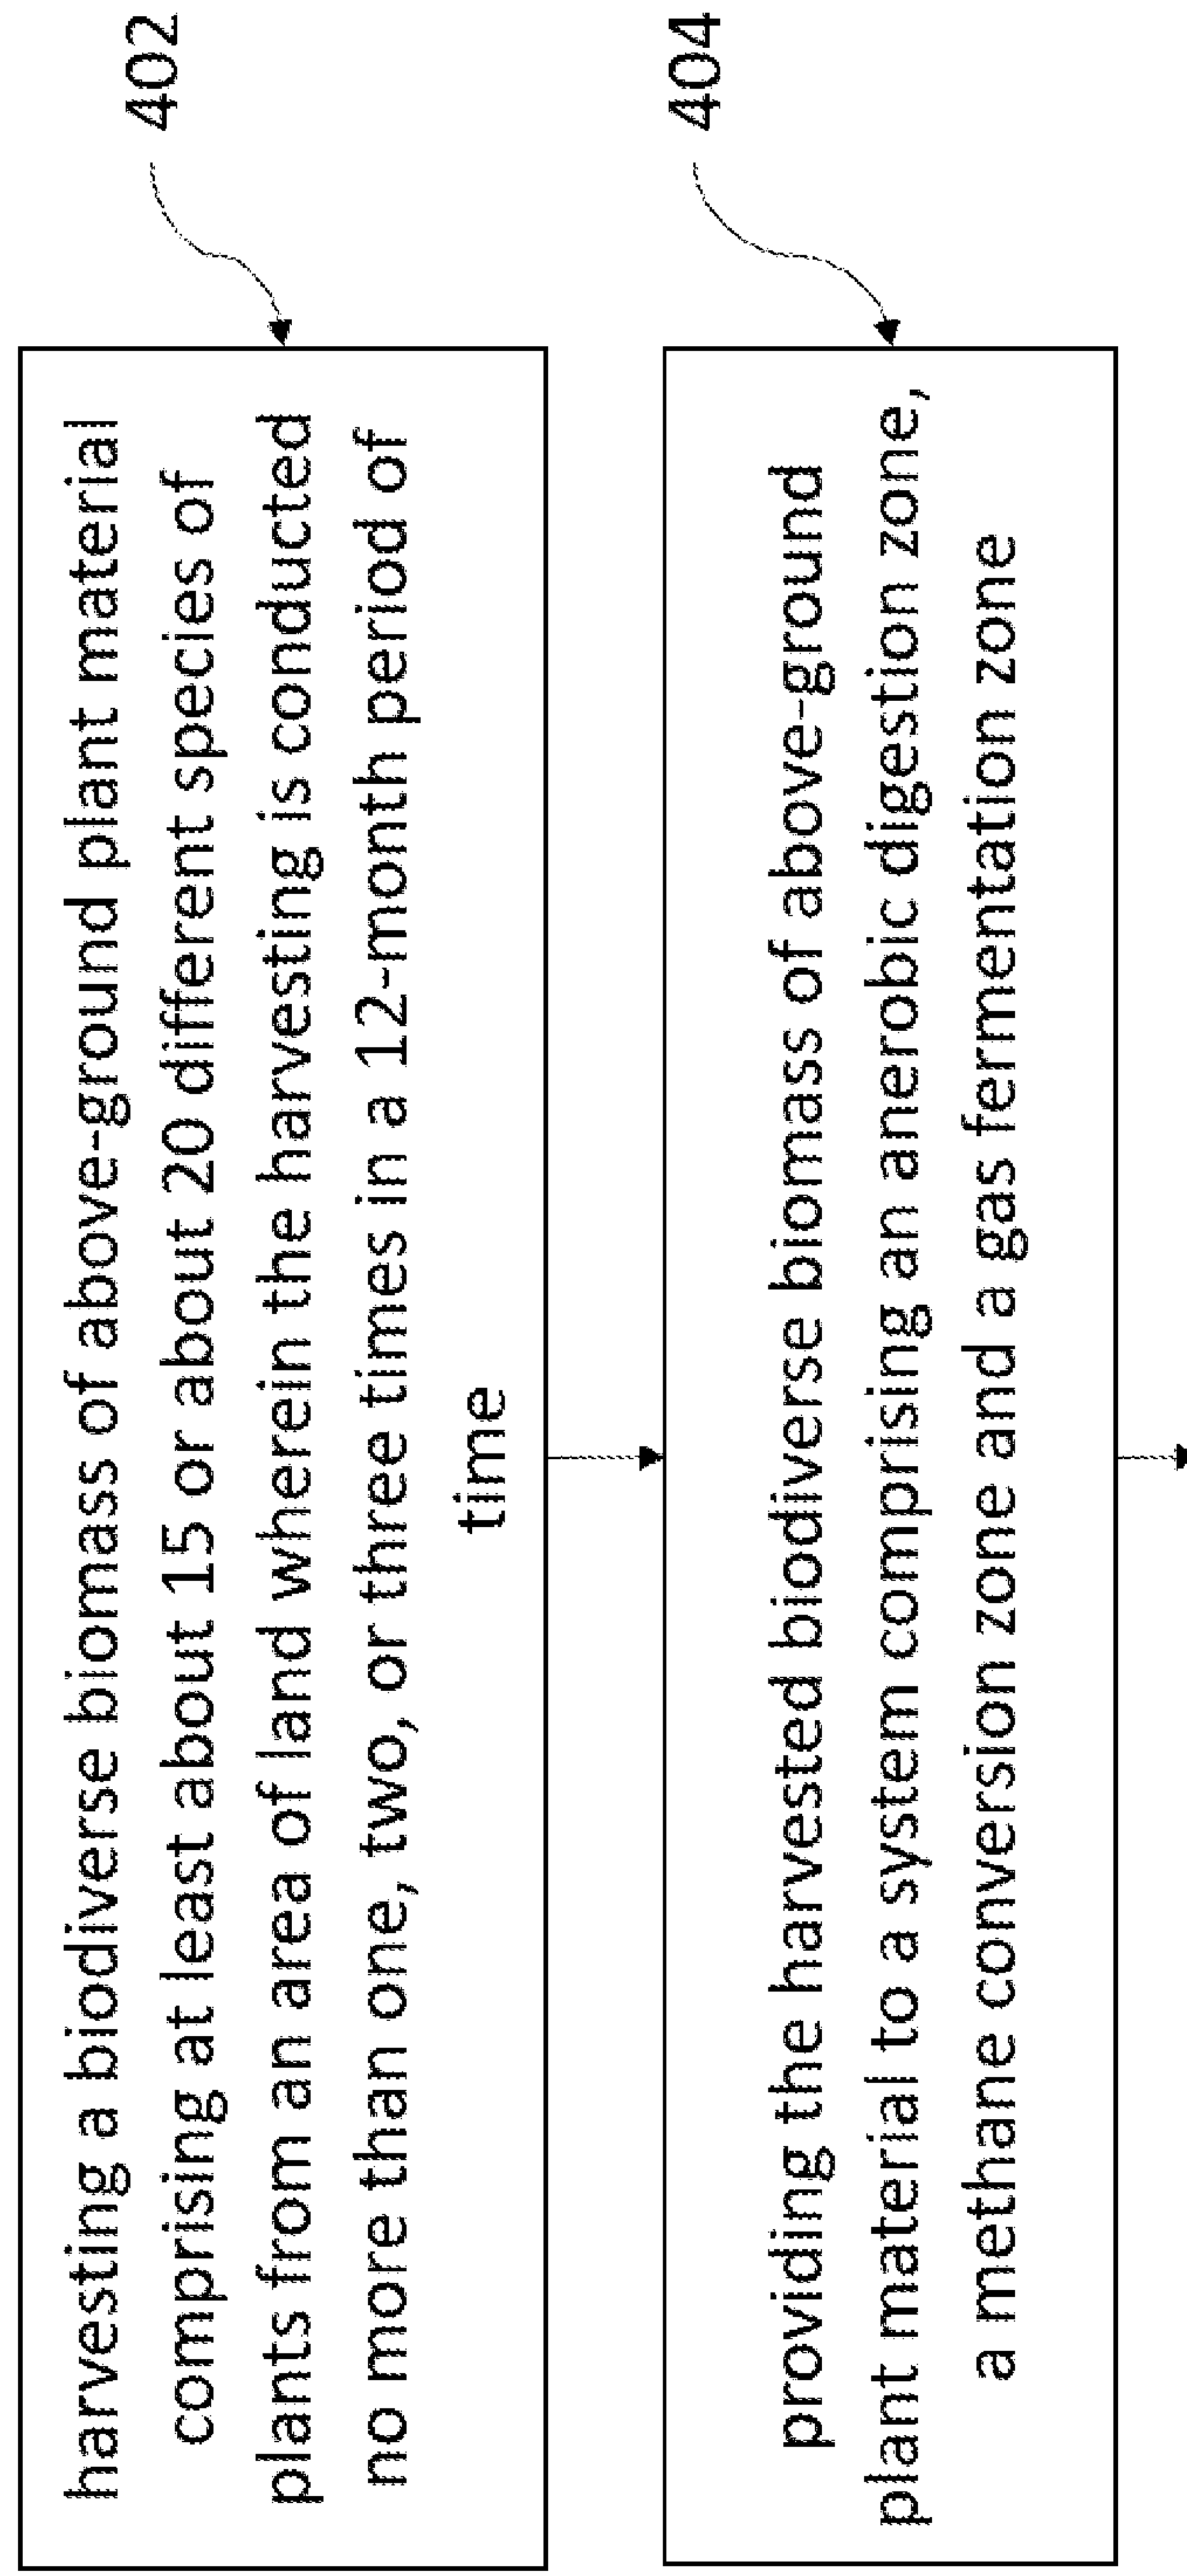 harvesting a biodiverse biomass of above-ground plant material
comprising at least about 15 or about 20 different species of
plants from an area of land wherein the harvesting is conducted
no more than one, two, or three times in a 12-month period of
time
402
providing the harvested biodiverse biomass of above-ground
plant material to a system comprising an anerobic digestion zone,
a methane conversion zone and a gas fermentation zone
404